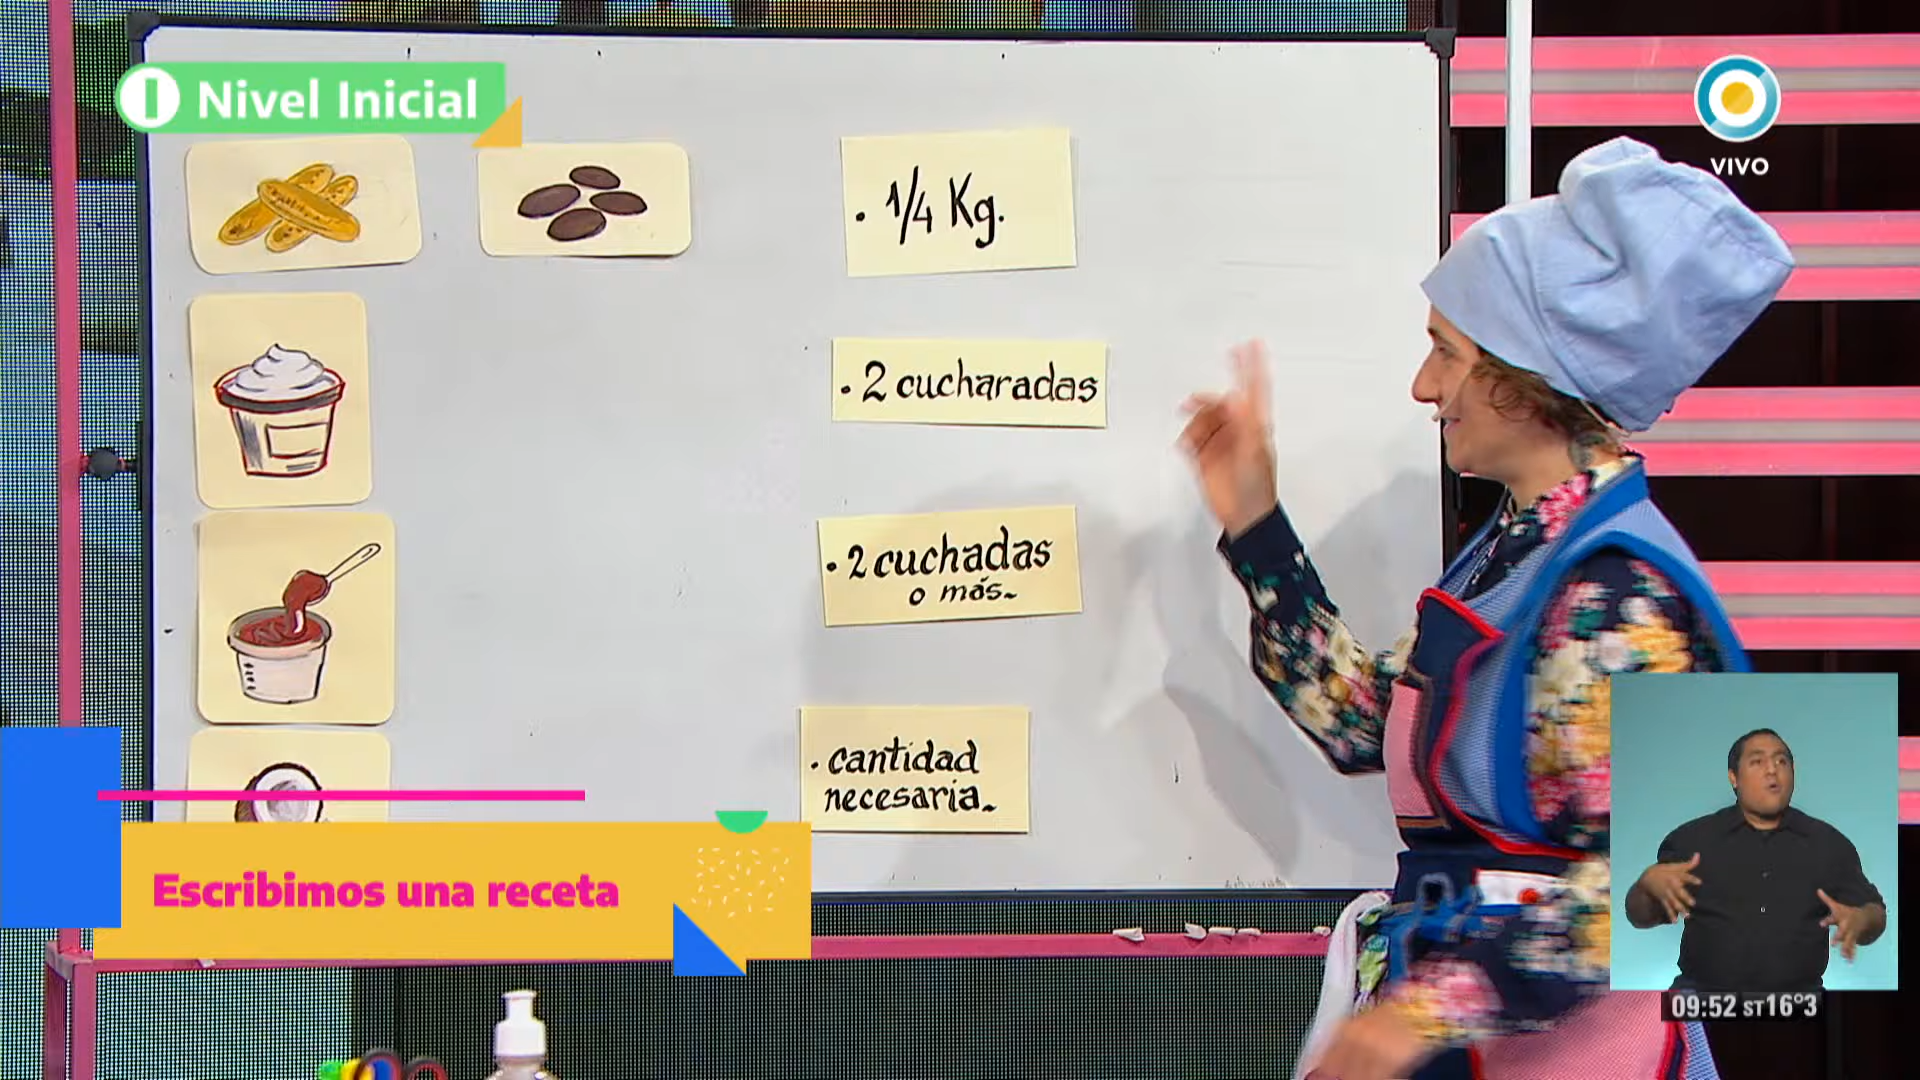 Nivel Inicial
VIVO
· 1/4 Kg.
· 2 cucharadas
· 2 cuchadas
o más.
· cantidad
necesaria.
Escribimos una receta
09:52 ST16°3